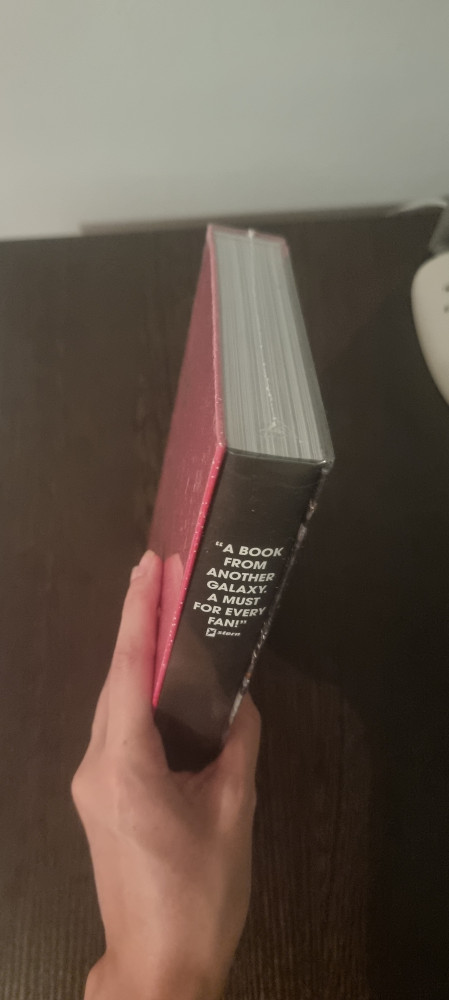 “A BOOK
FROM
ANOTHER
GALAXY.
A MUST
FOR EVERY
FAN!”
stern